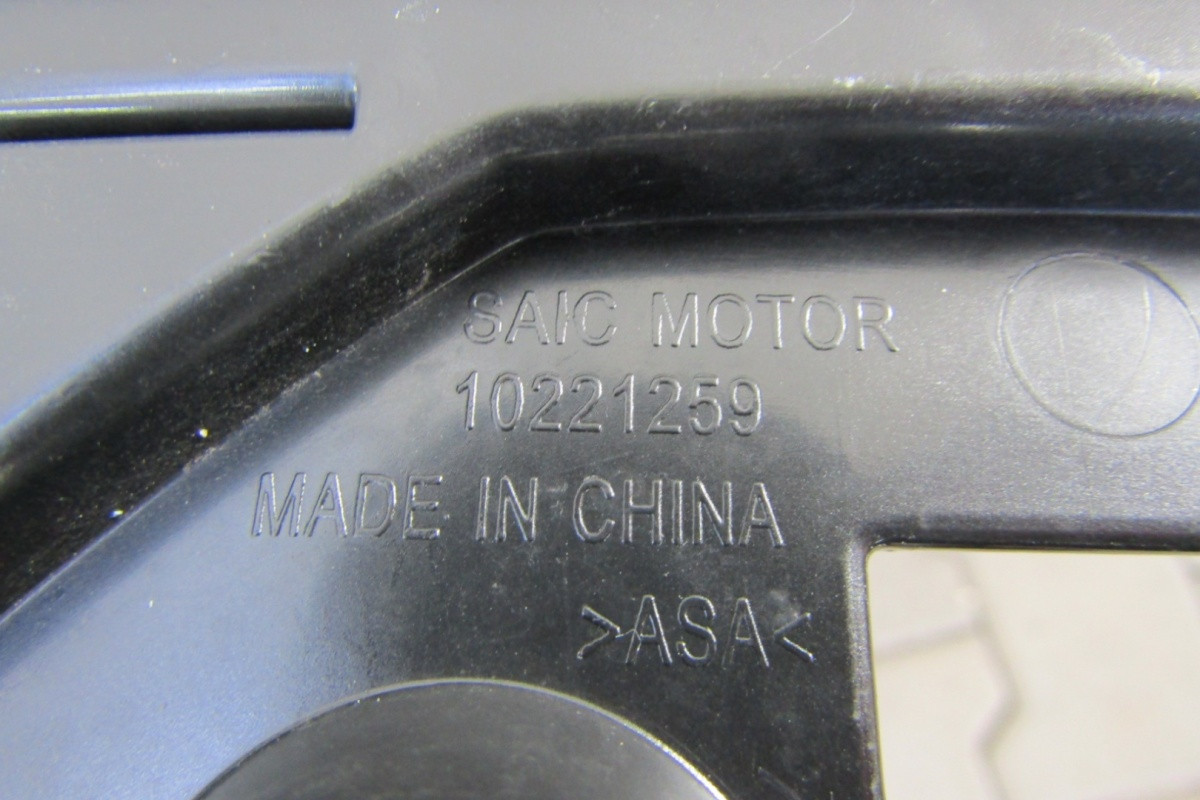 SAIC MOTOR
10221259
MADE IN CHINA
>ASA<